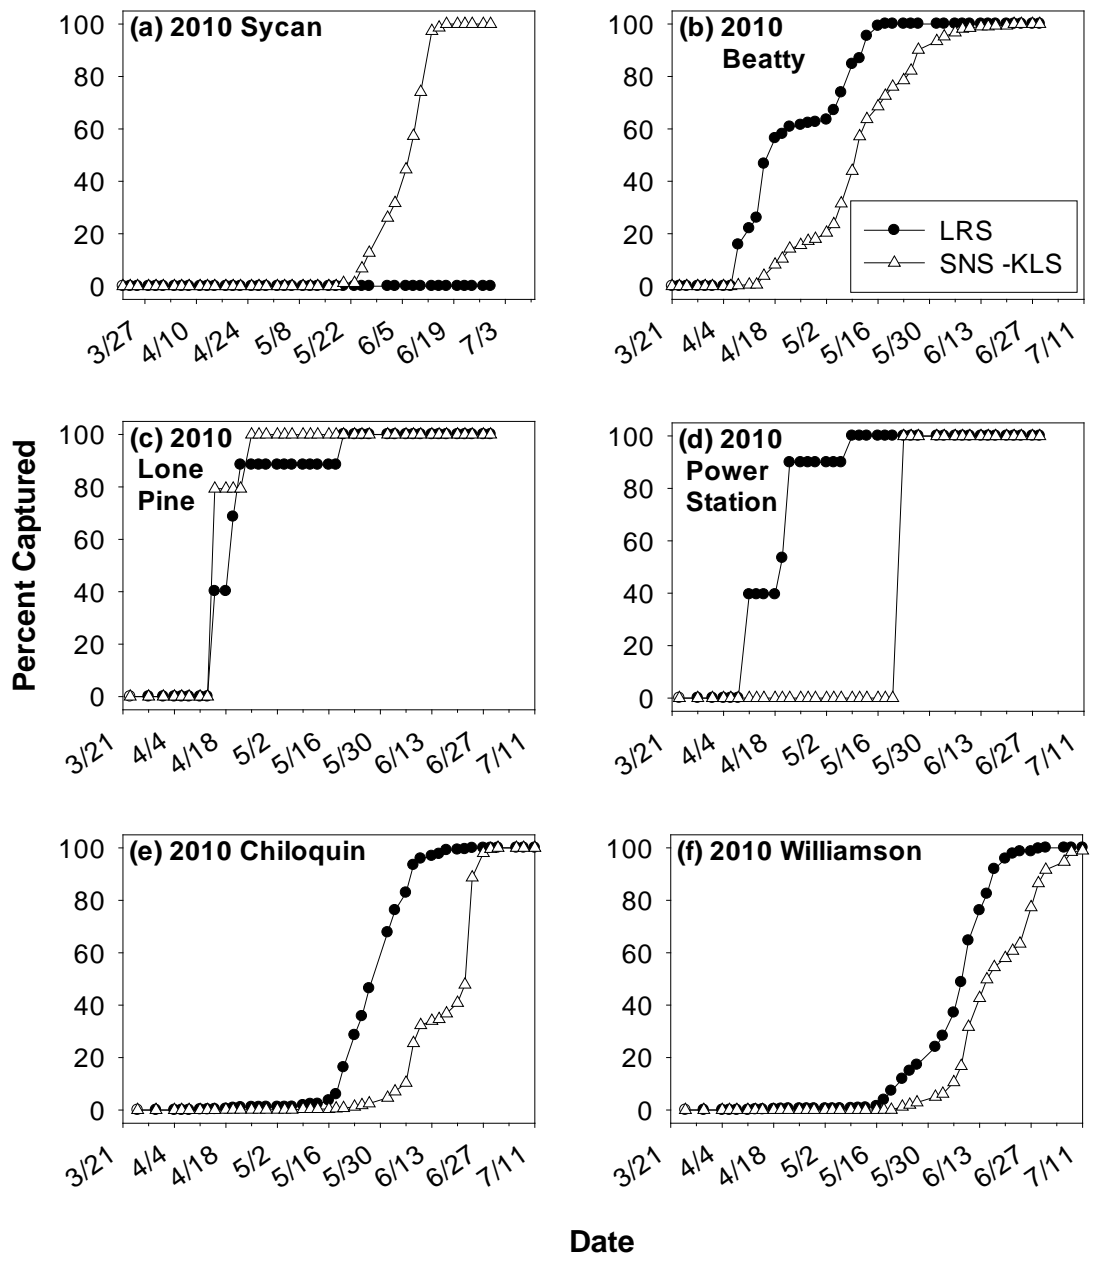 (a) 2010 Sycan
100
80
60
40
20
0
3/27 4/10 4/24 5/8 5/22 6/5 6/19 7/3
(b) 2010
Beatty
100
80
60
40
20
0
LRS
SNS -KLS
3/21 4/4 4/18 5/2 5/16 5/30 6/13 6/27 7/11
Percent Captured
(c) 2010
Lone
Pine
100
80
60
40
20
0
3/21 4/4 4/18 5/2 5/16 5/30 6/13 6/27 7/11
(d) 2010
Power
Station
100
80
60
40
20
0
3/21 4/4 4/18 5/2 5/16 5/30 6/13 6/27 7/11
(e) 2010 Chiloquin
100
80
60
40
20
0
3/21 4/4 4/18 5/2 5/16 5/30 6/13 6/27 7/11
(f) 2010 Williamson
100
80
60
40
20
0
3/21 4/4 4/18 5/2 5/16 5/30 6/13 6/27 7/11
Date